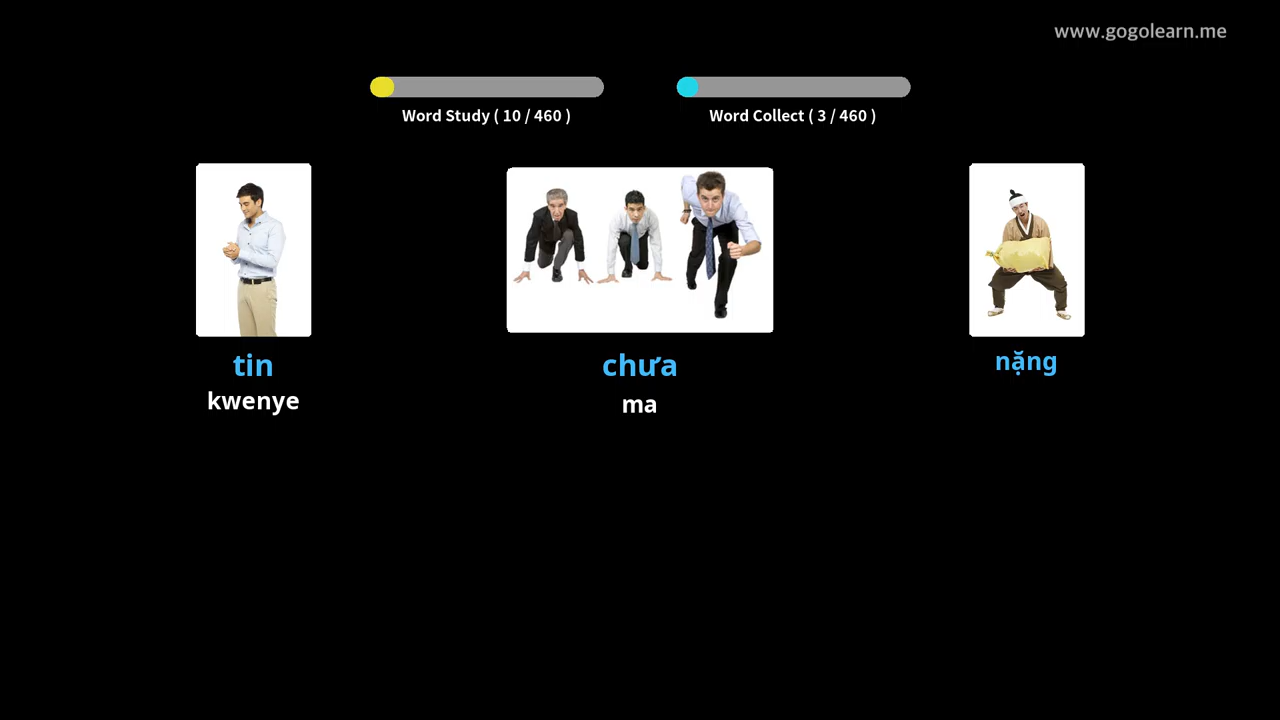 www.gogolearn.me
Word Study ( 10 / 460 )
Word Collect ( 3 / 460 )
tin
kwenye
chưa
ma
nặng